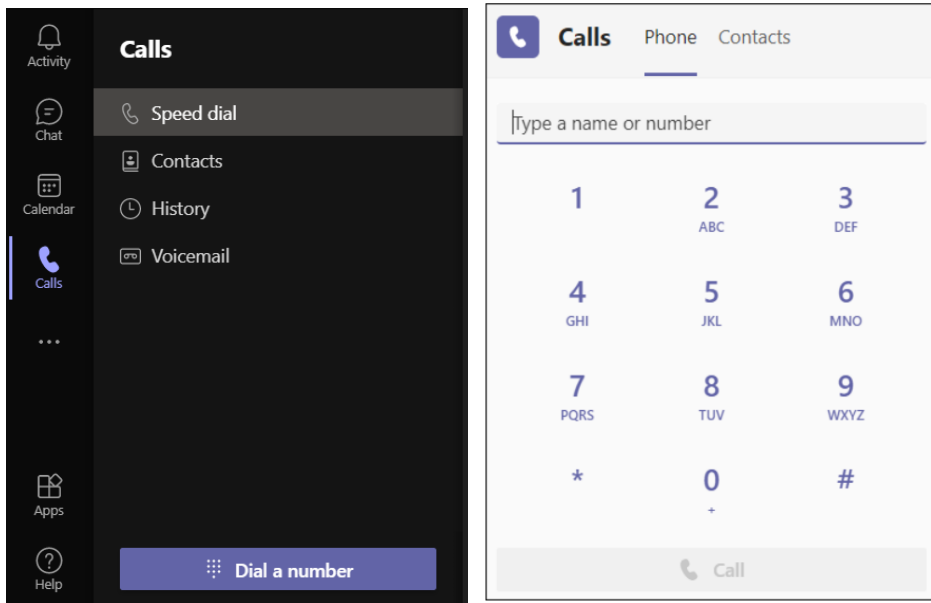 Activity
Chat
Calendar
Calls
Apps
Help
Calls
Speed dial
Contacts
History
Voicemail
Dial a number
Calls Phone Contacts
Type a name or number
1 2 3
ABC DEF
4 5 6
GHI JKL MNO
7 8 9
PQRS TUV WXYZ
* 0 #
+
Call